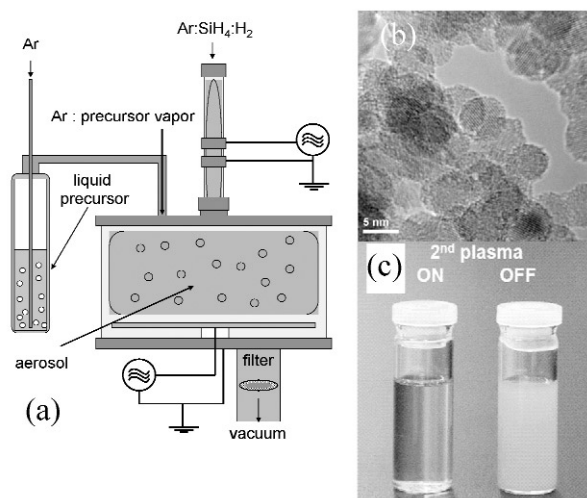 Ar:SiH₄:H₂
Ar
Ar : precursor vapor
liquid
precursor
aerosol
(a)
filter
vacuum
(b)
5 nm
(c)
2nd plasma
ON OFF